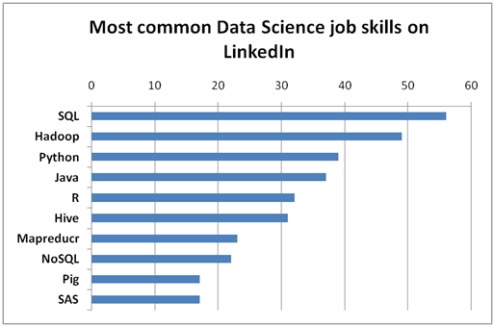 Most common Data Science job skills on
LinkedIn
0 10 20 30 40 50 60
SQL
Hadoop
Python
Java
R
Hive
Mapreducr
NoSQL
Pig
SAS